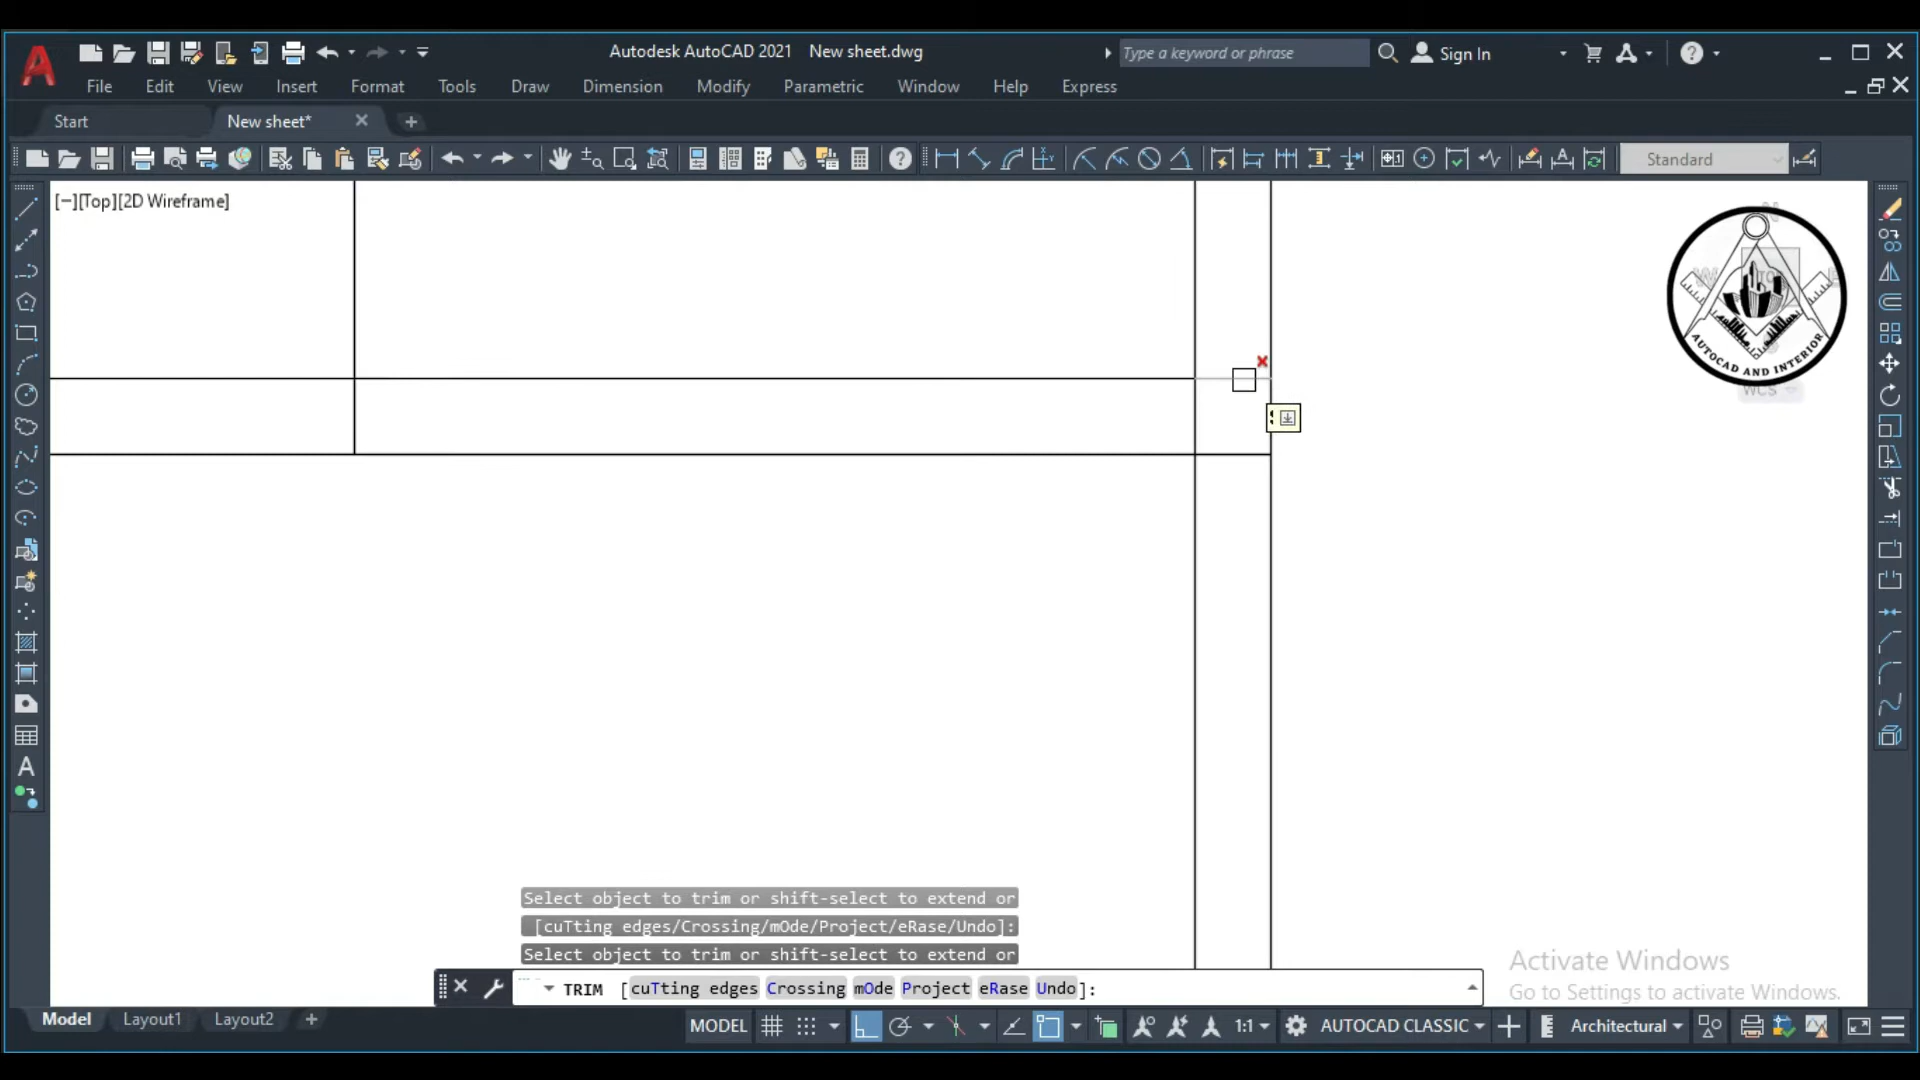 Autodesk AutoCAD 2021 New sheet.dwg
Type a keyword or phrase
Sign In
File Edit View Insert Format Tools Draw Dimension Modify Parametric Window Help Express
Start
New sheet*
Standard
[−][Top][2D Wireframe]
AUTOCAD AND INTERIOR
WCS
Select object to trim or shift-select to extend or
[cuTting edges/Crossing/mOde/Project/eRase/Undo]:
Select object to trim or shift-select to extend or
TRIM [cuTting edges Crossing mOde Project eRase Undo]:
Activate Windows
Go to Settings to activate Windows.
Model Layout1 Layout2
MODEL
1:1
AUTOCAD CLASSIC
Architectural